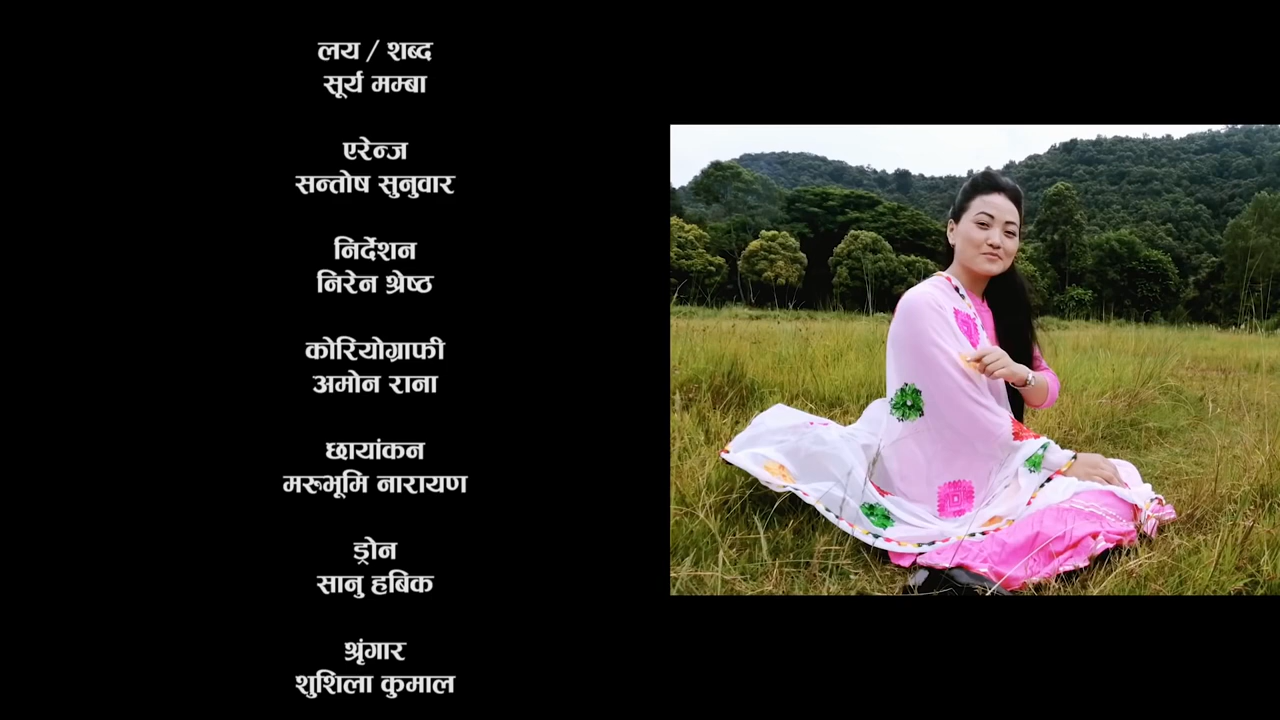 लय / शब्द
सूर्य मम्बा
एरेन्ज
सन्तोष सुनुवार
निर्देशन
निरेन श्रेष्ठ
कोरियोग्राफी
अमोन राना
छायांकन
मरुभूमि नारायण
ड्रोन
सानु हबिक
श्रृंगार
शुशिला कुमाल